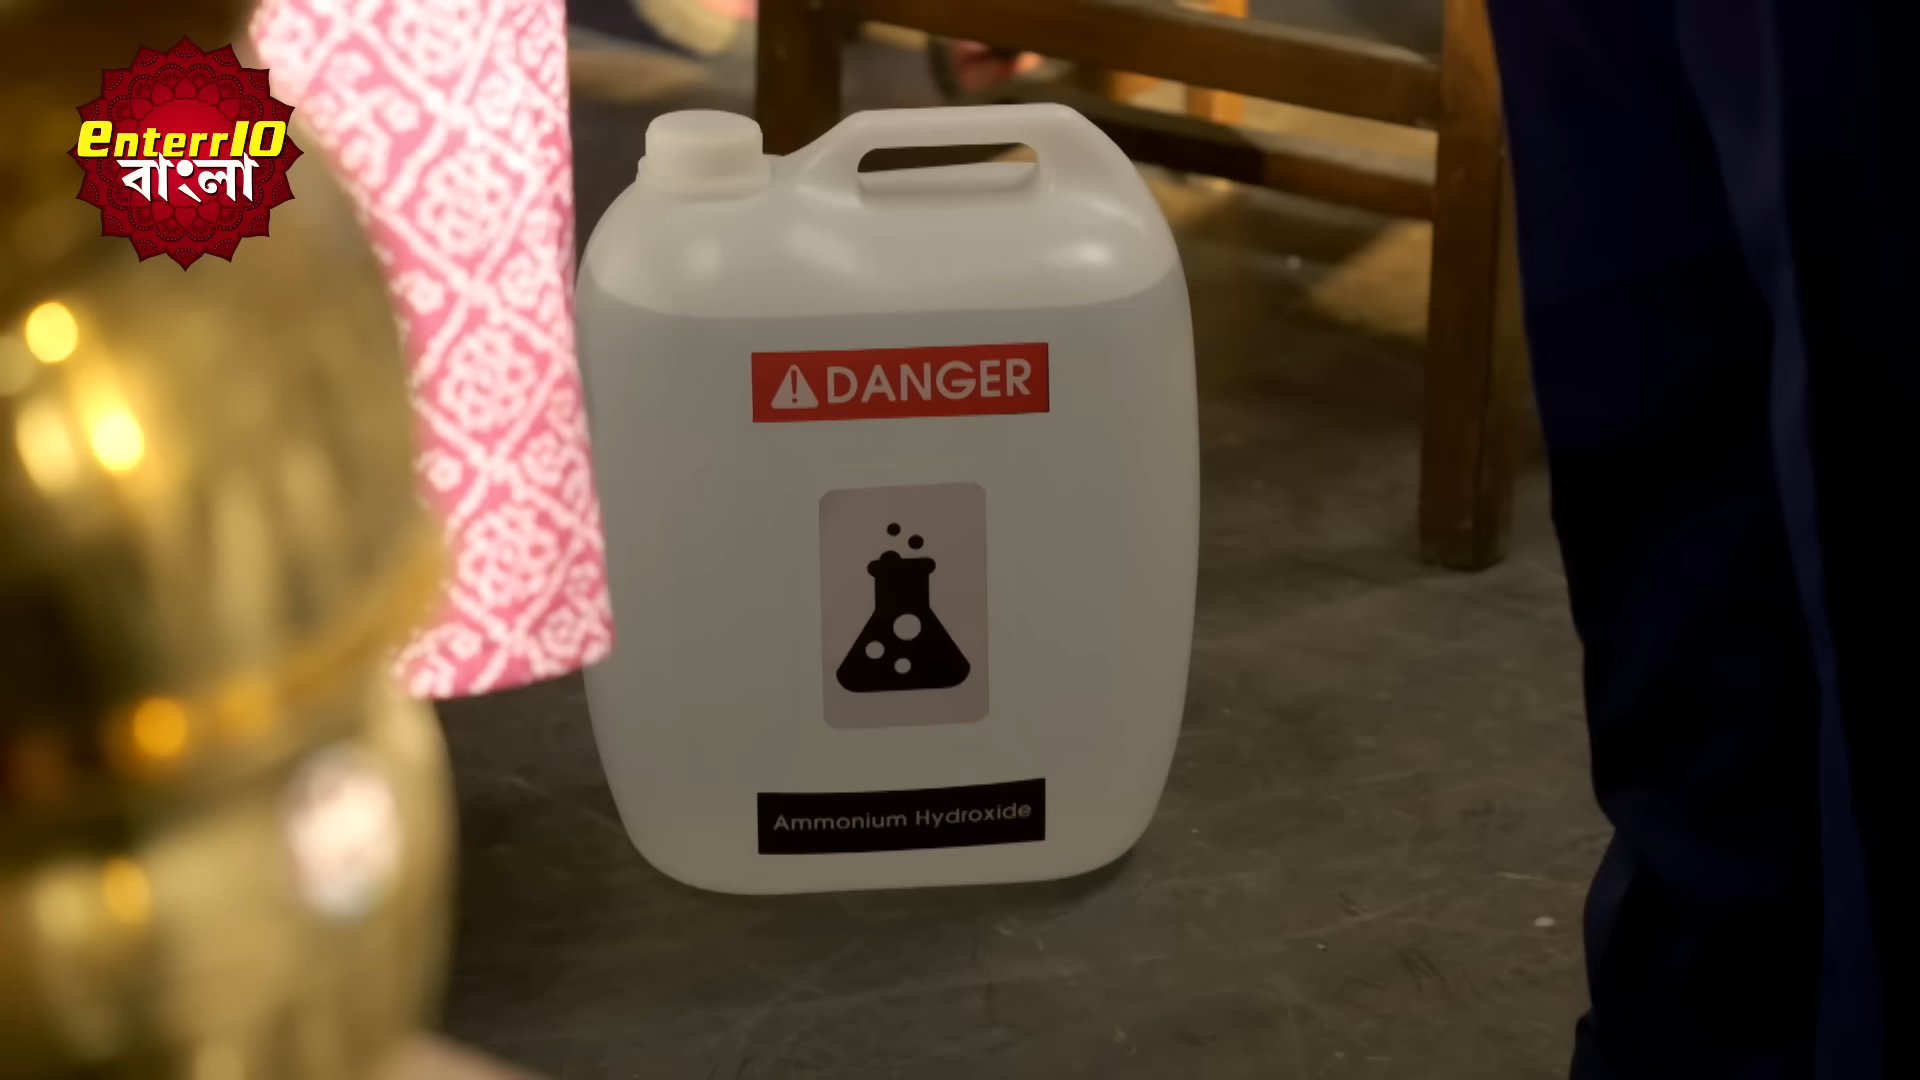 enterr10
বাংলা
DANGER
Ammonium Hydroxide